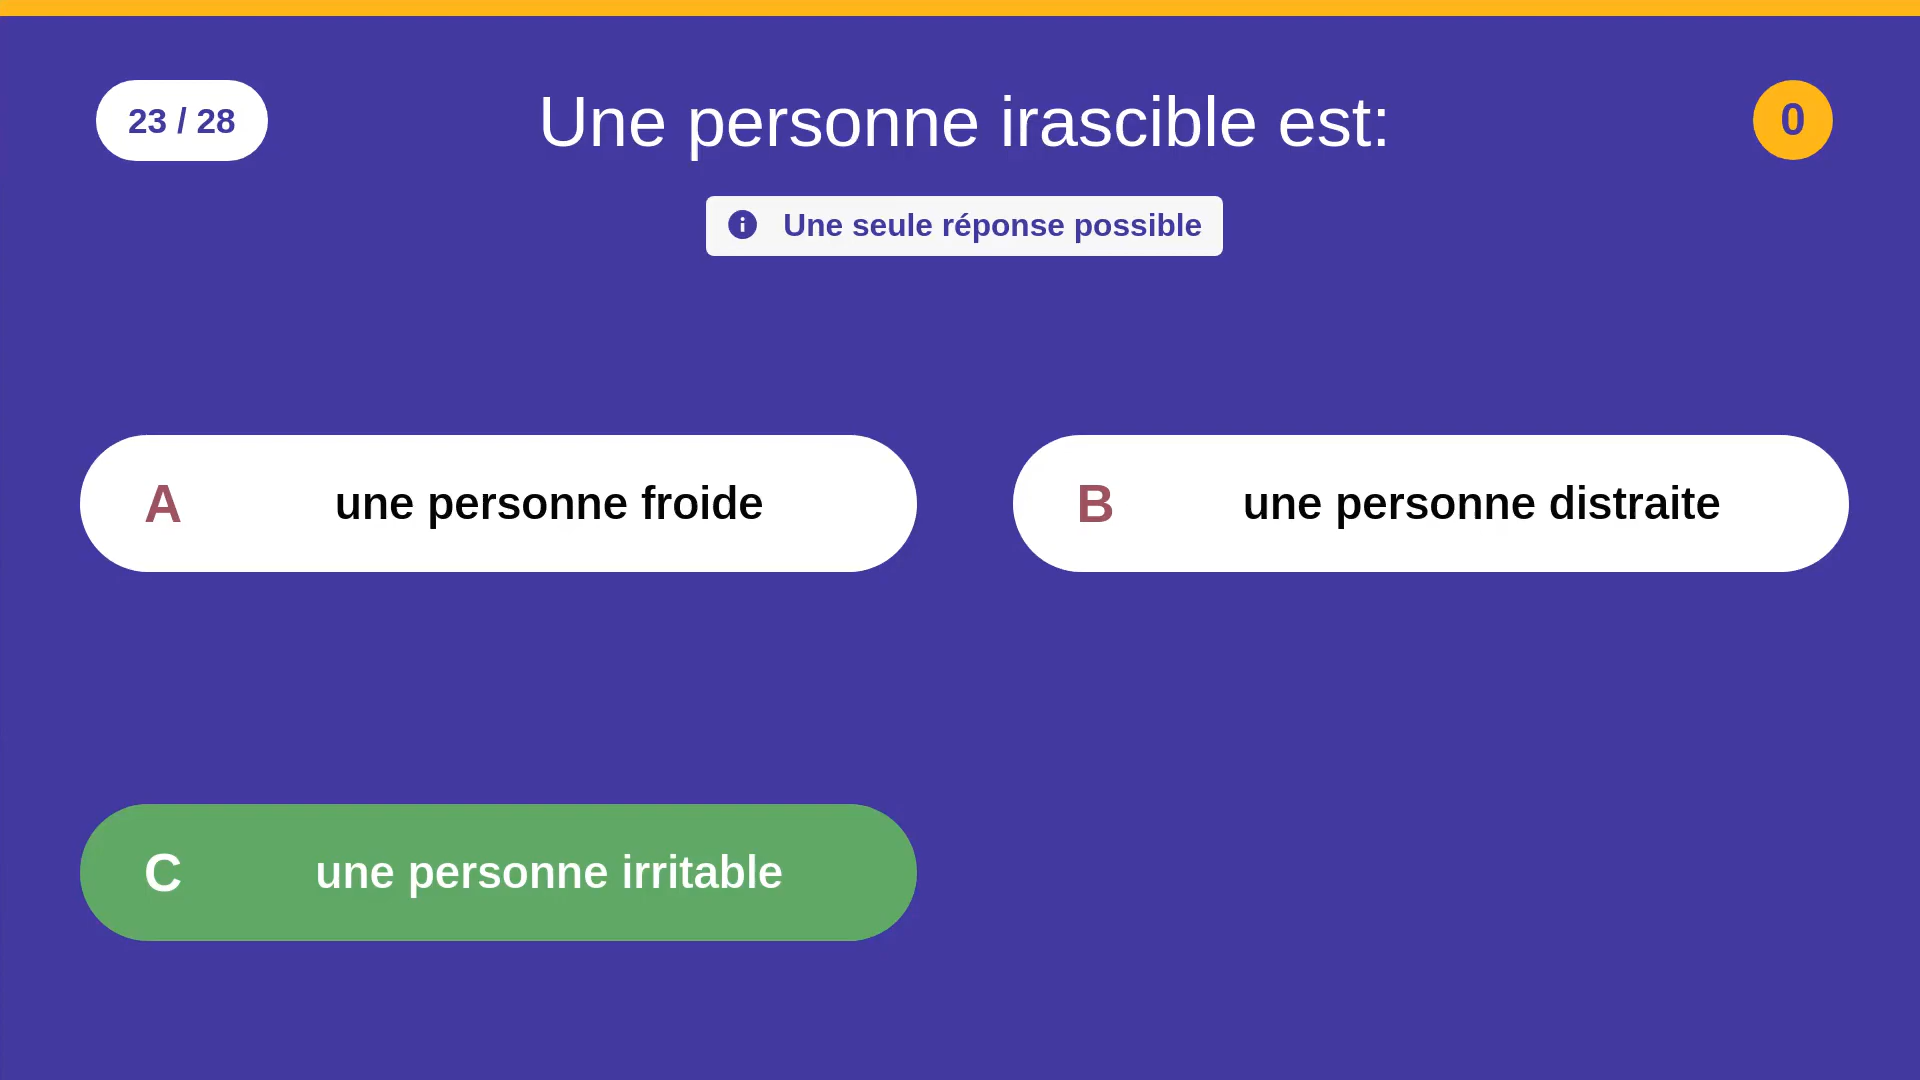 23 / 28
Une personne irascible est:
0
Une seule réponse possible
A une personne froide
B une personne distraite
C une personne irritable